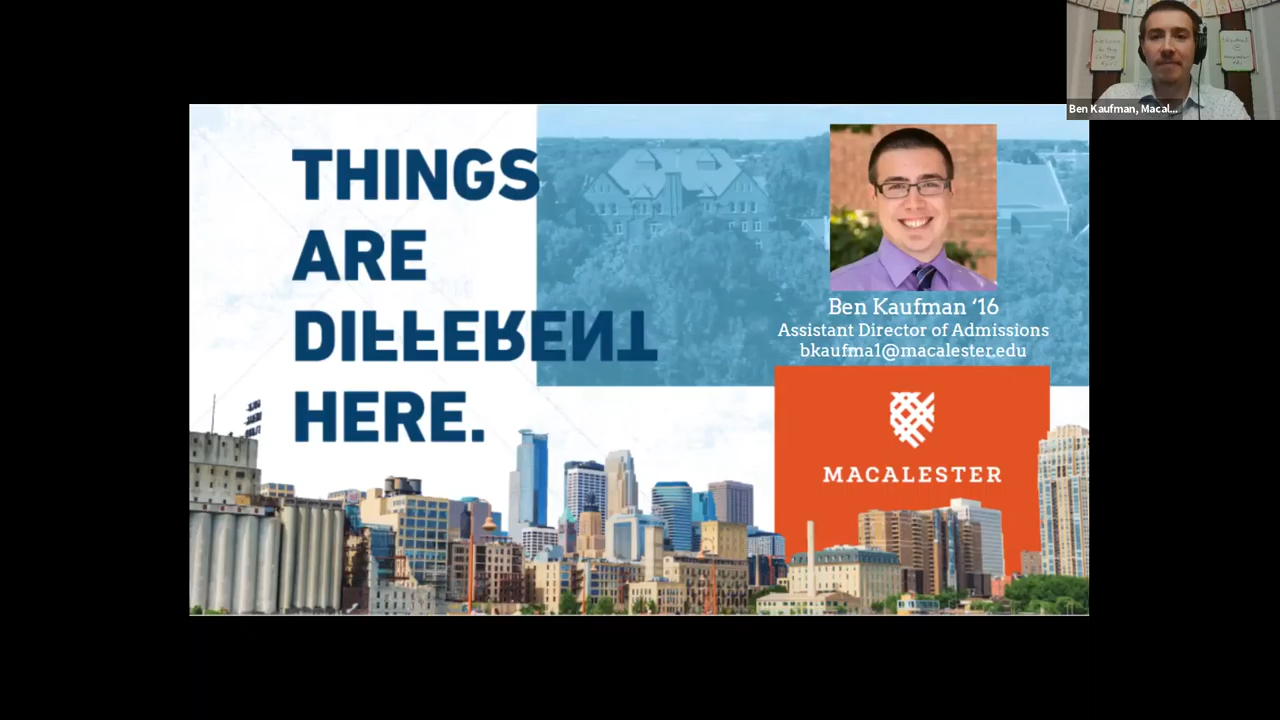 THINGS
ARE
DIFFERENT
HERE.
Ben Kaufman ‘16
Assistant Director of Admissions
bkaufma1@macalester.edu
MACALESTER
Ben Kaufman, Macal...